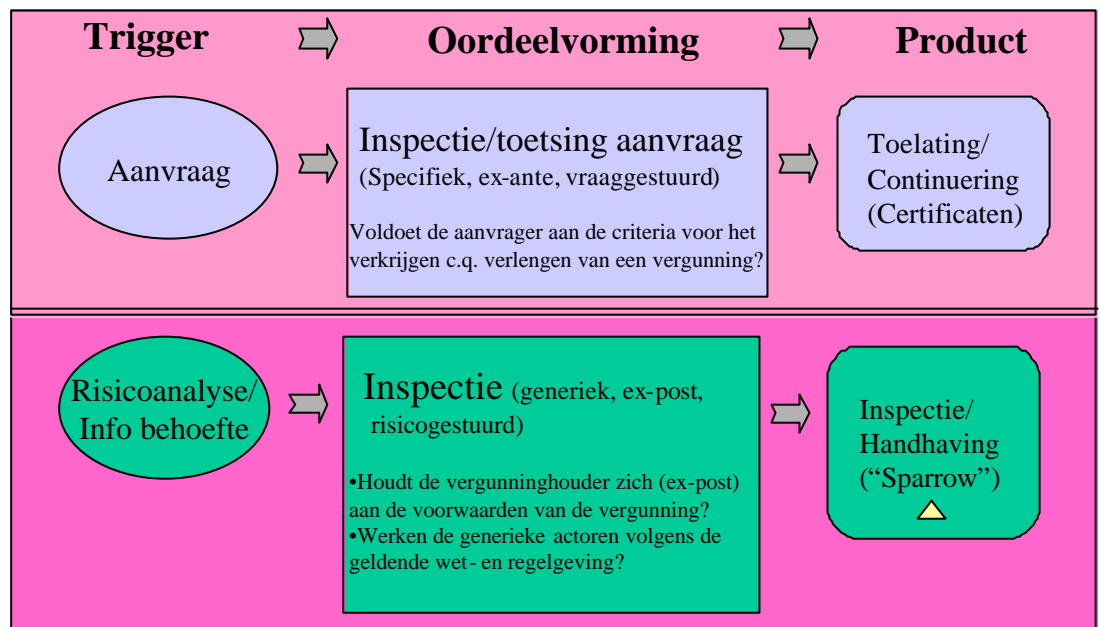 Trigger
Oordeelvorming
Product
Aanvraag
Inspectie/toetsing aanvraag
(Specifiek, ex-ante, vraaggestuurd)
Voldoet de aanvrager aan de criteria voor het
verkrijgen c.q. verlengen van een vergunning?
Toelating/
Continuering
(Certificaten)
Risicoanalyse/
Info behoefte
Inspectie (generiek, ex-post,
risicogestuurd)
•Houdt de vergunninghouder zich (ex-post)
aan de voorwaarden van de vergunning?
•Werken de generieke actoren volgens de
geldende wet- en regelgeving?
Inspectie/
Handhaving
(“Sparrow”)